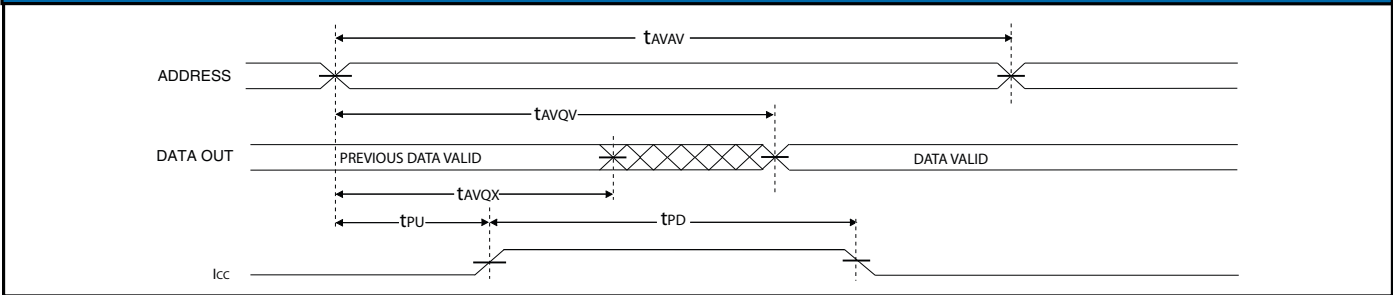 tAVAV
ADDRESS
tAVQV
DATA OUT
PREVIOUS DATA VALID
DATA VALID
tAVQX
tPU
tPD
Icc